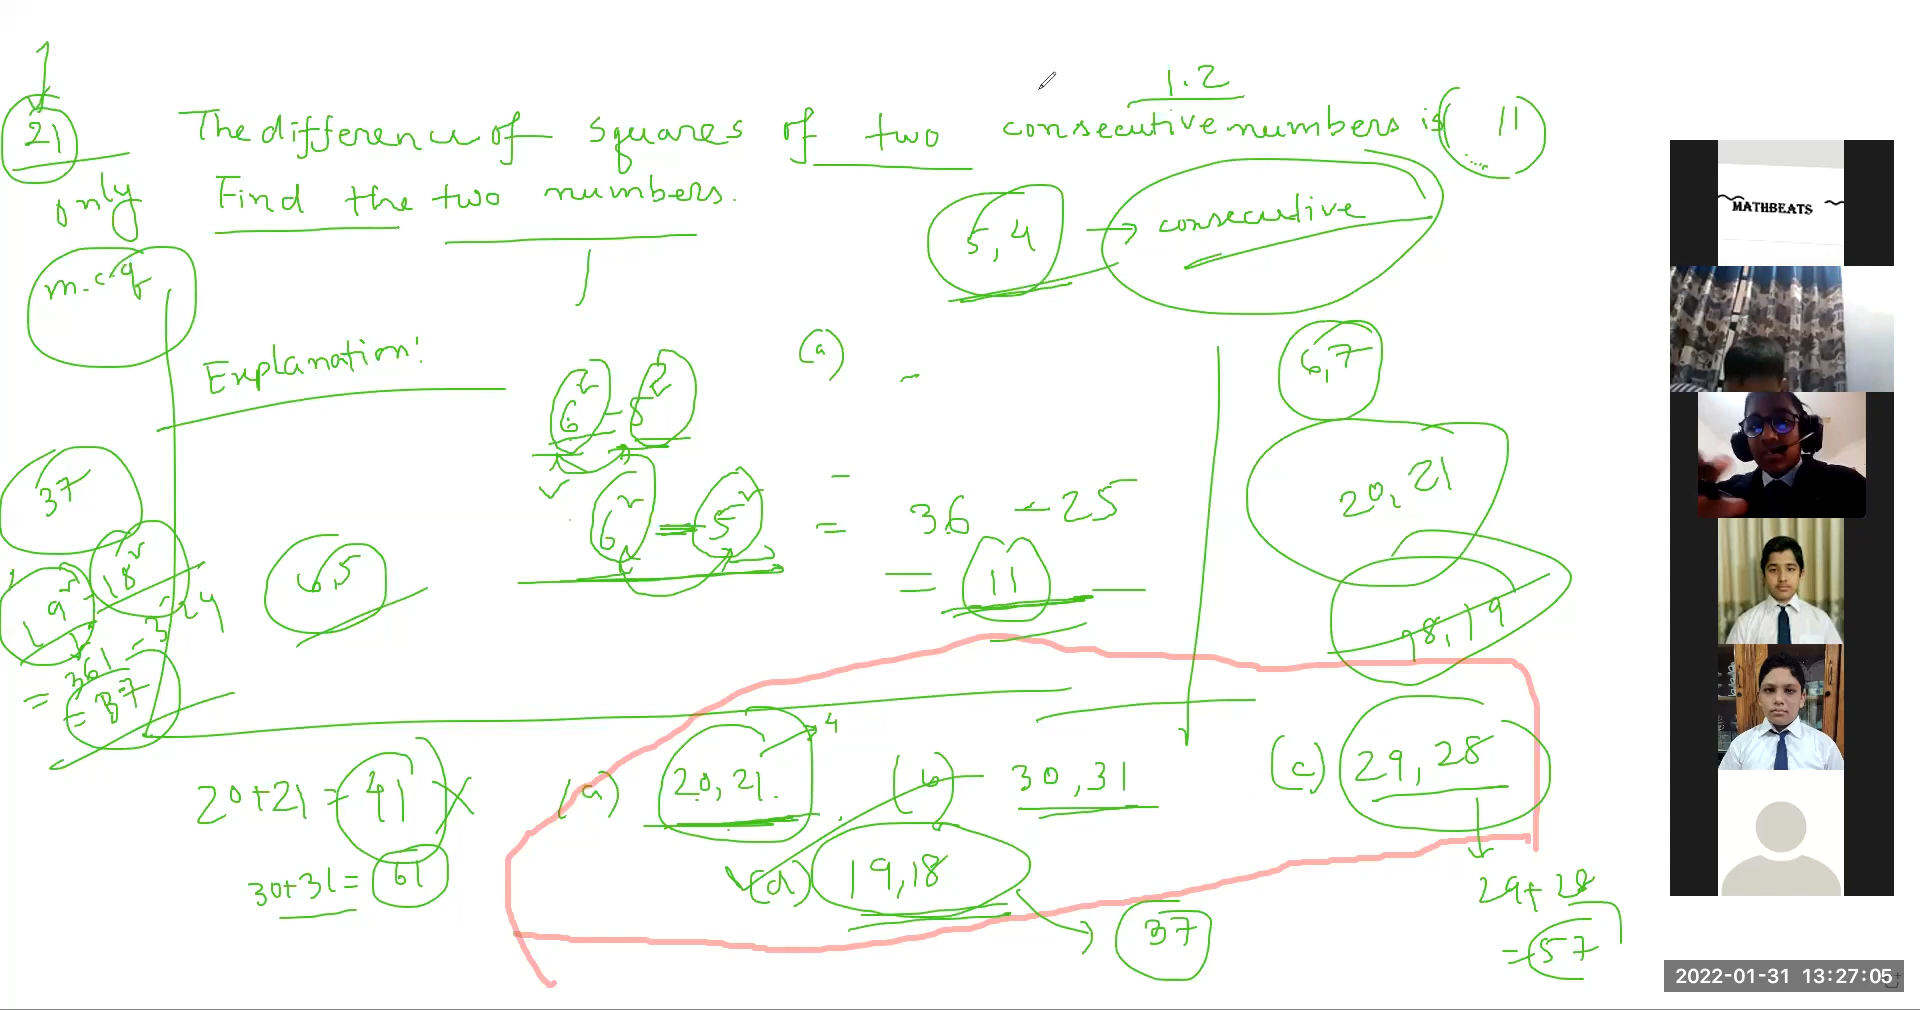 1
21
The difference of squares of two consecutive numbers is 11
1.2
only
Find the two numbers.
5, 4 → consecutive
m.c.q
Explanation:
(a)
6² - 5²
6² - 5² = 36 - 25
= 11
6,5
6,7
20, 21
18,19
37
19² - 18²
= 361 - 324
= 37
20+21 = 41 ×
30+31 = 61
(a) 20, 21.
4
(b) 30, 31
(c) 29, 28
(d) 19, 18
37
29+28
= 57
MATHBEATS
2022-01-31 13:27:05